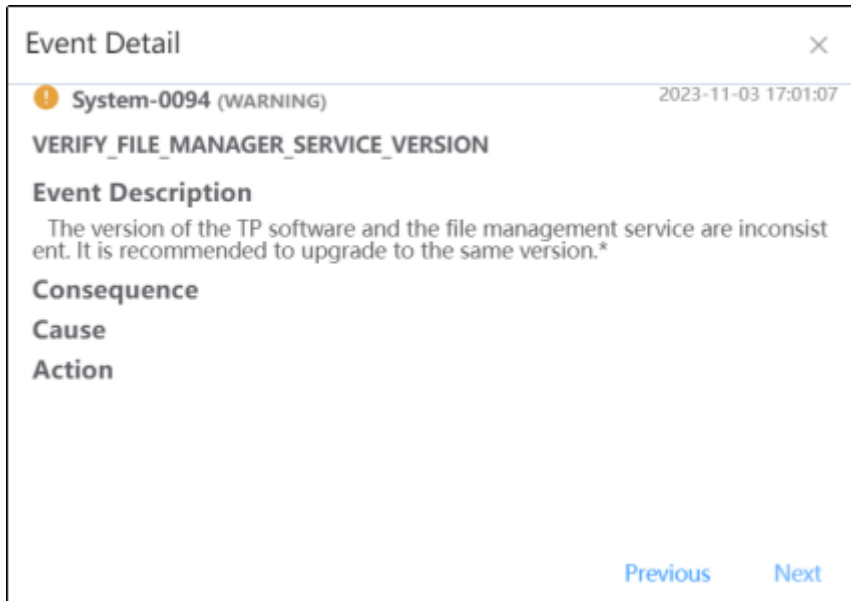 Event Detail
System-0094 (WARNING)
2023-11-03 17:01:07
VERIFY_FILE_MANAGER_SERVICE_VERSION
Event Description
The version of the TP software and the file management service are inconsist
ent. It is recommended to upgrade to the same version.*
Consequence
Cause
Action
Previous
Next